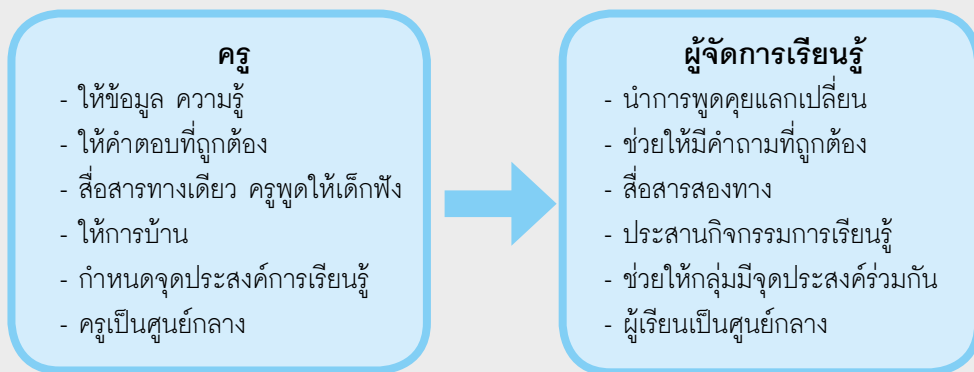 ครู
- ให้ข้อมูล ความรู้
- ให้คำตอบที่ถูกต้อง
- สื่อสารทางเดียว ครูพูดให้เด็กฟัง
- ให้การบ้าน
- กำหนดจุดประสงค์การเรียนรู้
- ครูเป็นศูนย์กลาง
ผู้จัดการเรียนรู้
- นำการพูดคุยแลกเปลี่ยน
- ช่วยให้มีคำถามที่ถูกต้อง
- สื่อสารสองทาง
- ประสานกิจกรรมการเรียนรู้
- ช่วยให้กลุ่มมีจุดประสงค์ร่วมกัน
- ผู้เรียนเป็นศูนย์กลาง